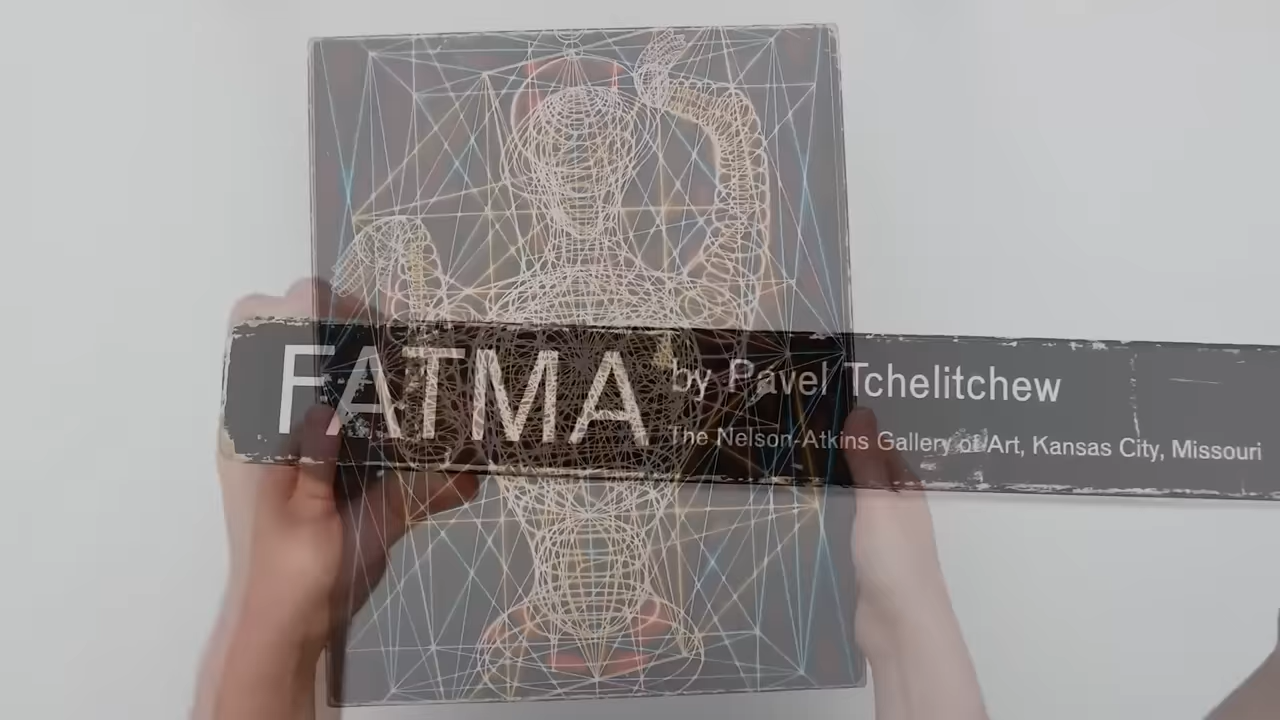 FATMA by Pavel Tchelitchew
The Nelson-Atkins Gallery of Art, Kansas City, Missouri